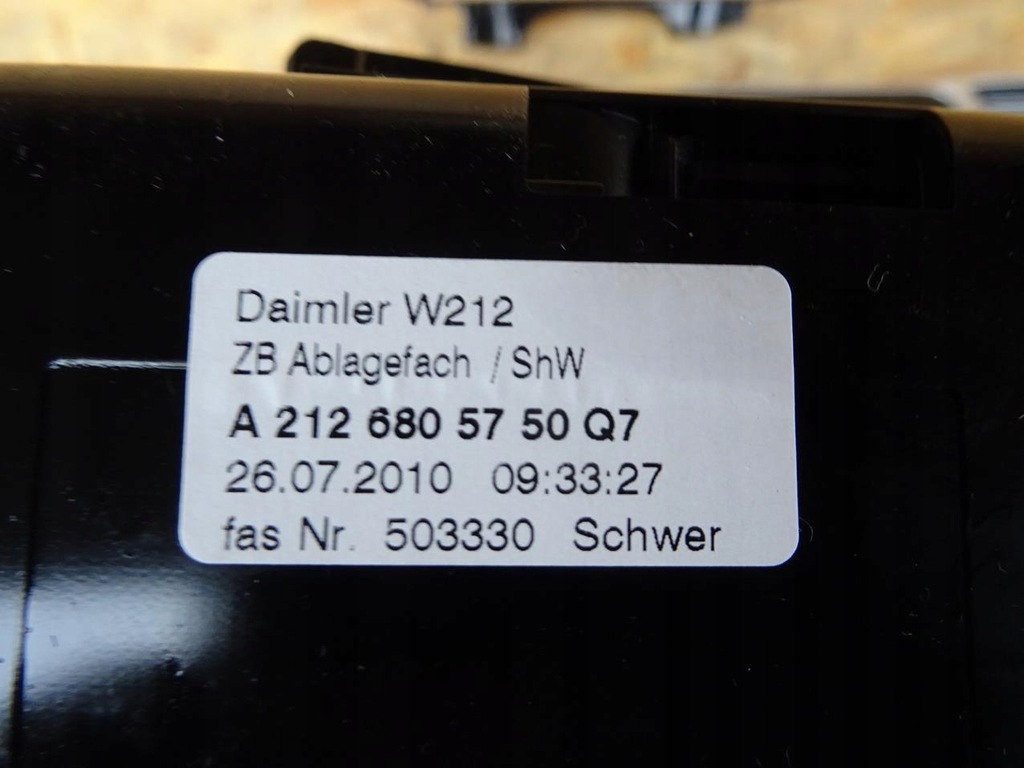 Daimler W212
ZB Ablagefach / ShW
A 212 680 57 50 Q7
26.07.2010 09:33:27
fas Nr. 503330 Schwer